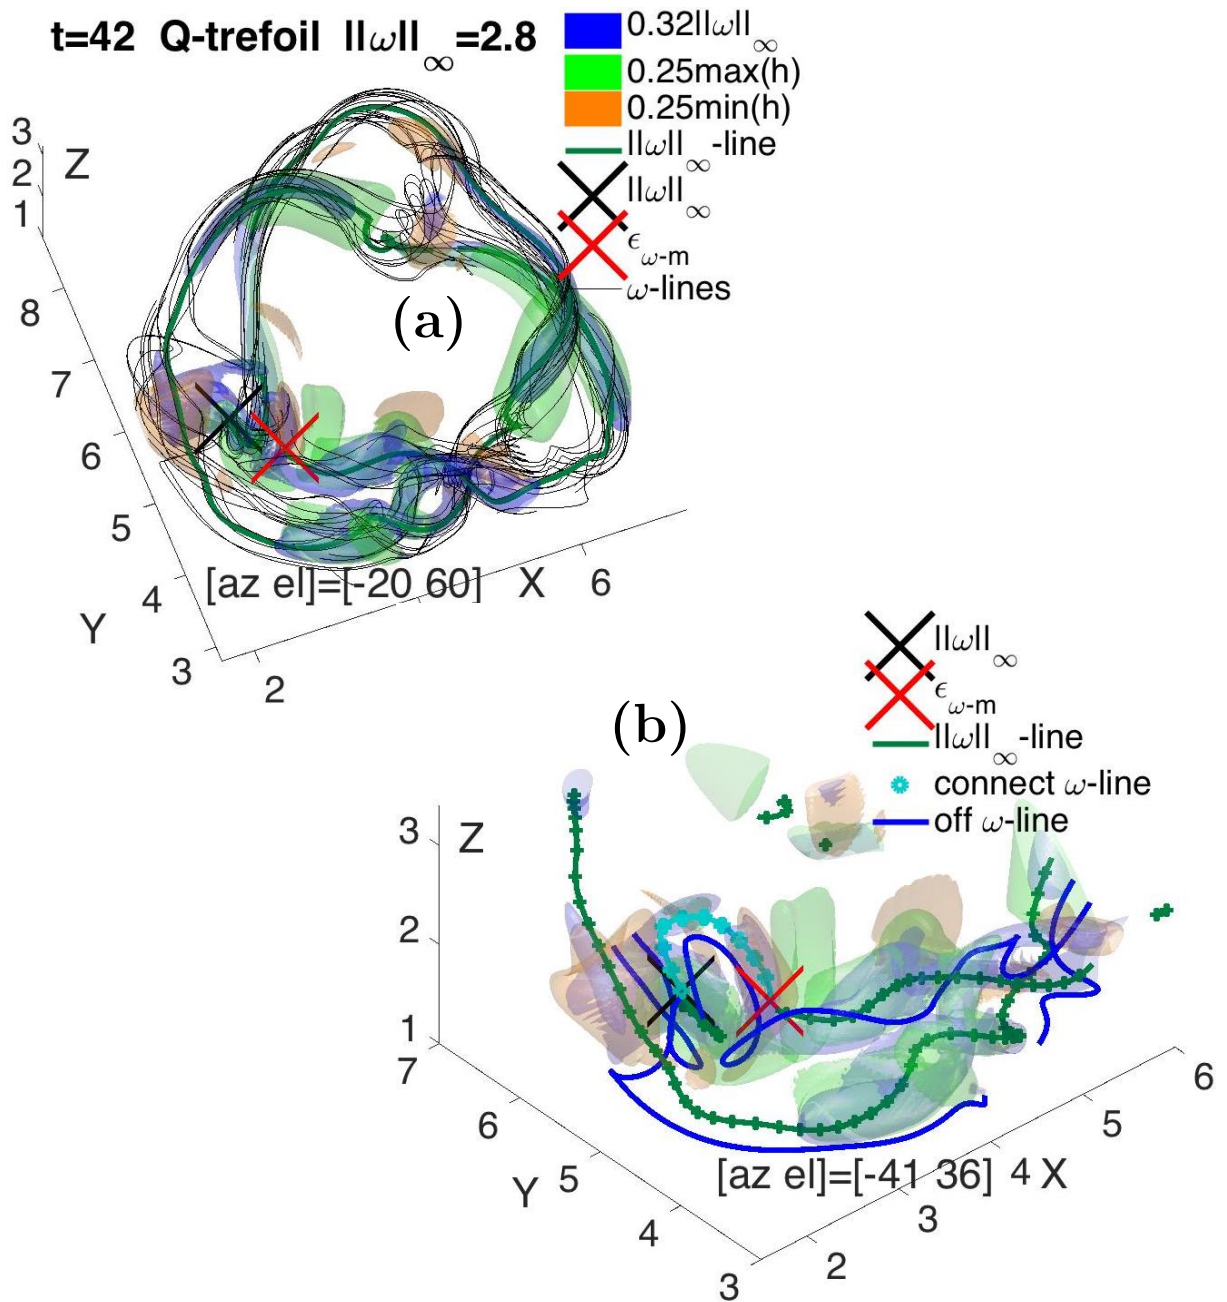 t=42 Q-trefoil ||ω||∞=2.8
0.32||ω||∞
0.25max(h)
0.25min(h)
||ω||∞-line
||ω||∞
ϵω-m
ω-lines
3
2
1
Z
(a)
8
7
6
5
4
3
Y
[az el]=[-20 60] X
6
2
||ω||∞
ϵω-m
||ω||∞-line
connect ω-line
off ω-line
(b)
3
2
1
Z
7
6
5
4
3
Y
[az el]=[-41 36] 4 X
6
5
3
2